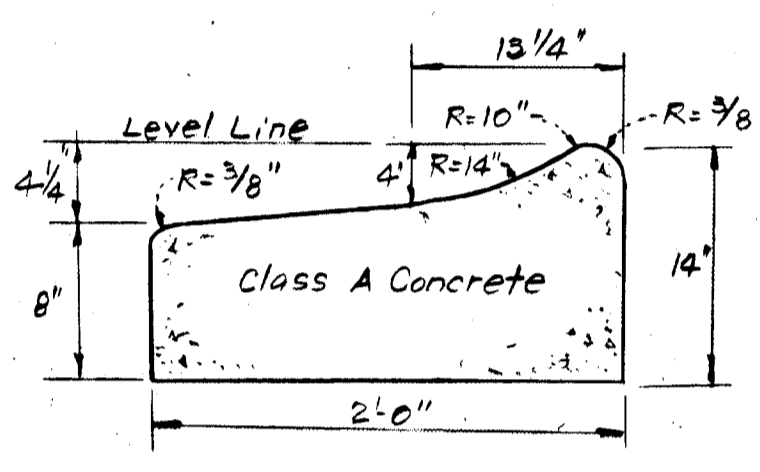 13 1/4"
Level Line
R=10"
R=3/8
4 1/4"
R=3/8"
4'
R=14"
8"
Class A Concrete
14"
2'-0"